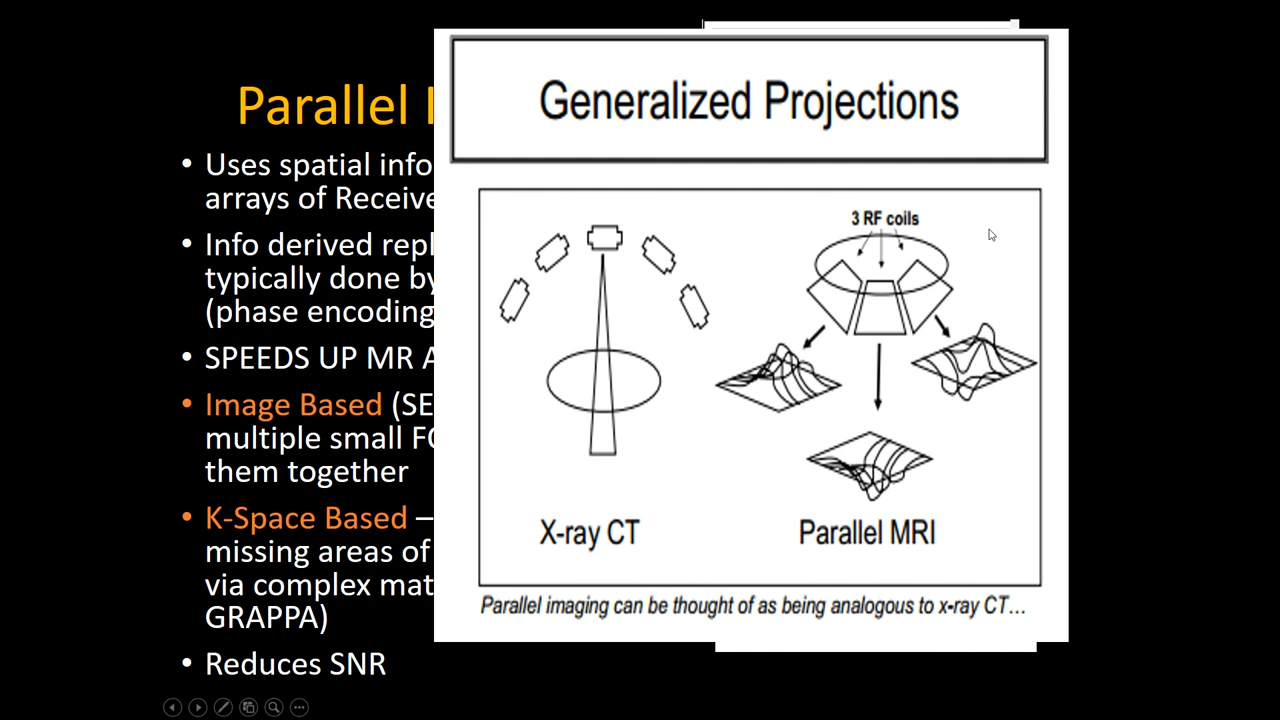 Parallel
Uses spatial info
arrays of Receive
Info derived repl
typically done by
(phase encoding
SPEEDS UP MR A
Image Based (SE
multiple small FO
them together
K-Space Based –
missing areas of
via complex mat
GRAPPA)
Reduces SNR
Generalized Projections
3 RF coils
X-ray CT
Parallel MRI
Parallel imaging can be thought of as being analogous to x-ray CT…